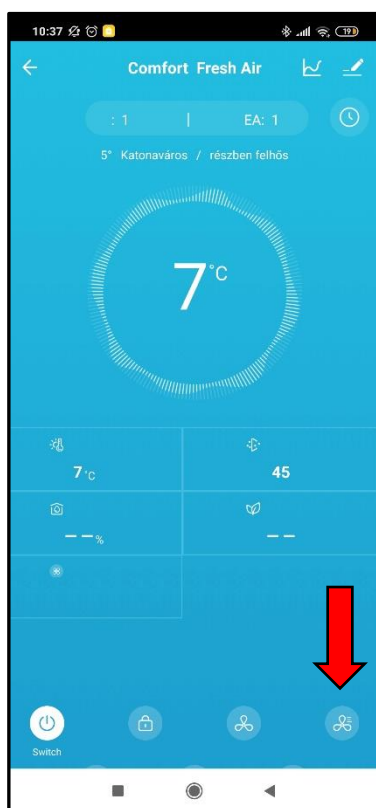 10:37
19
Comfort Fresh Air
: 1 | EA: 1
5° Katonaváros / részben felhős
7°C
7°C
45
--%
--
Switch